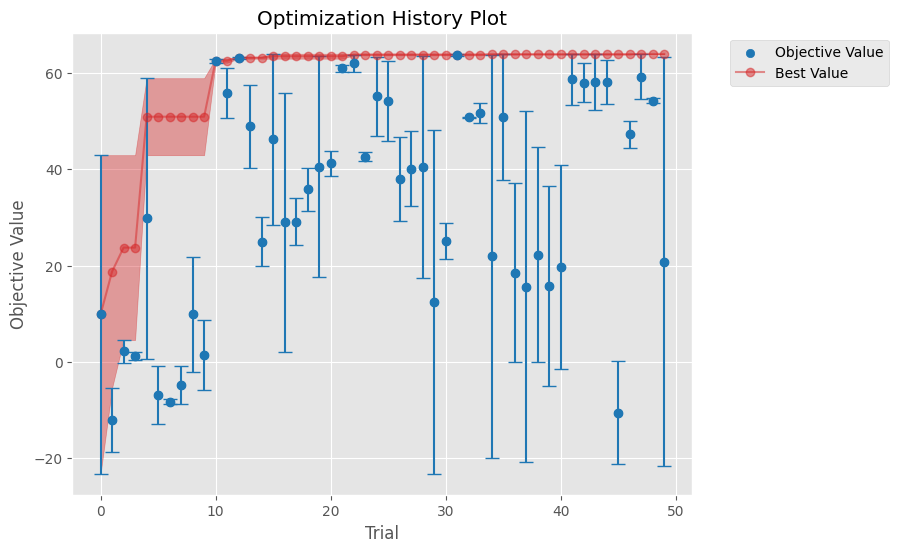 Optimization History Plot
Objective Value
Best Value
Objective Value
60
40
20
0
−20
0 10 20 30 40 50
Trial